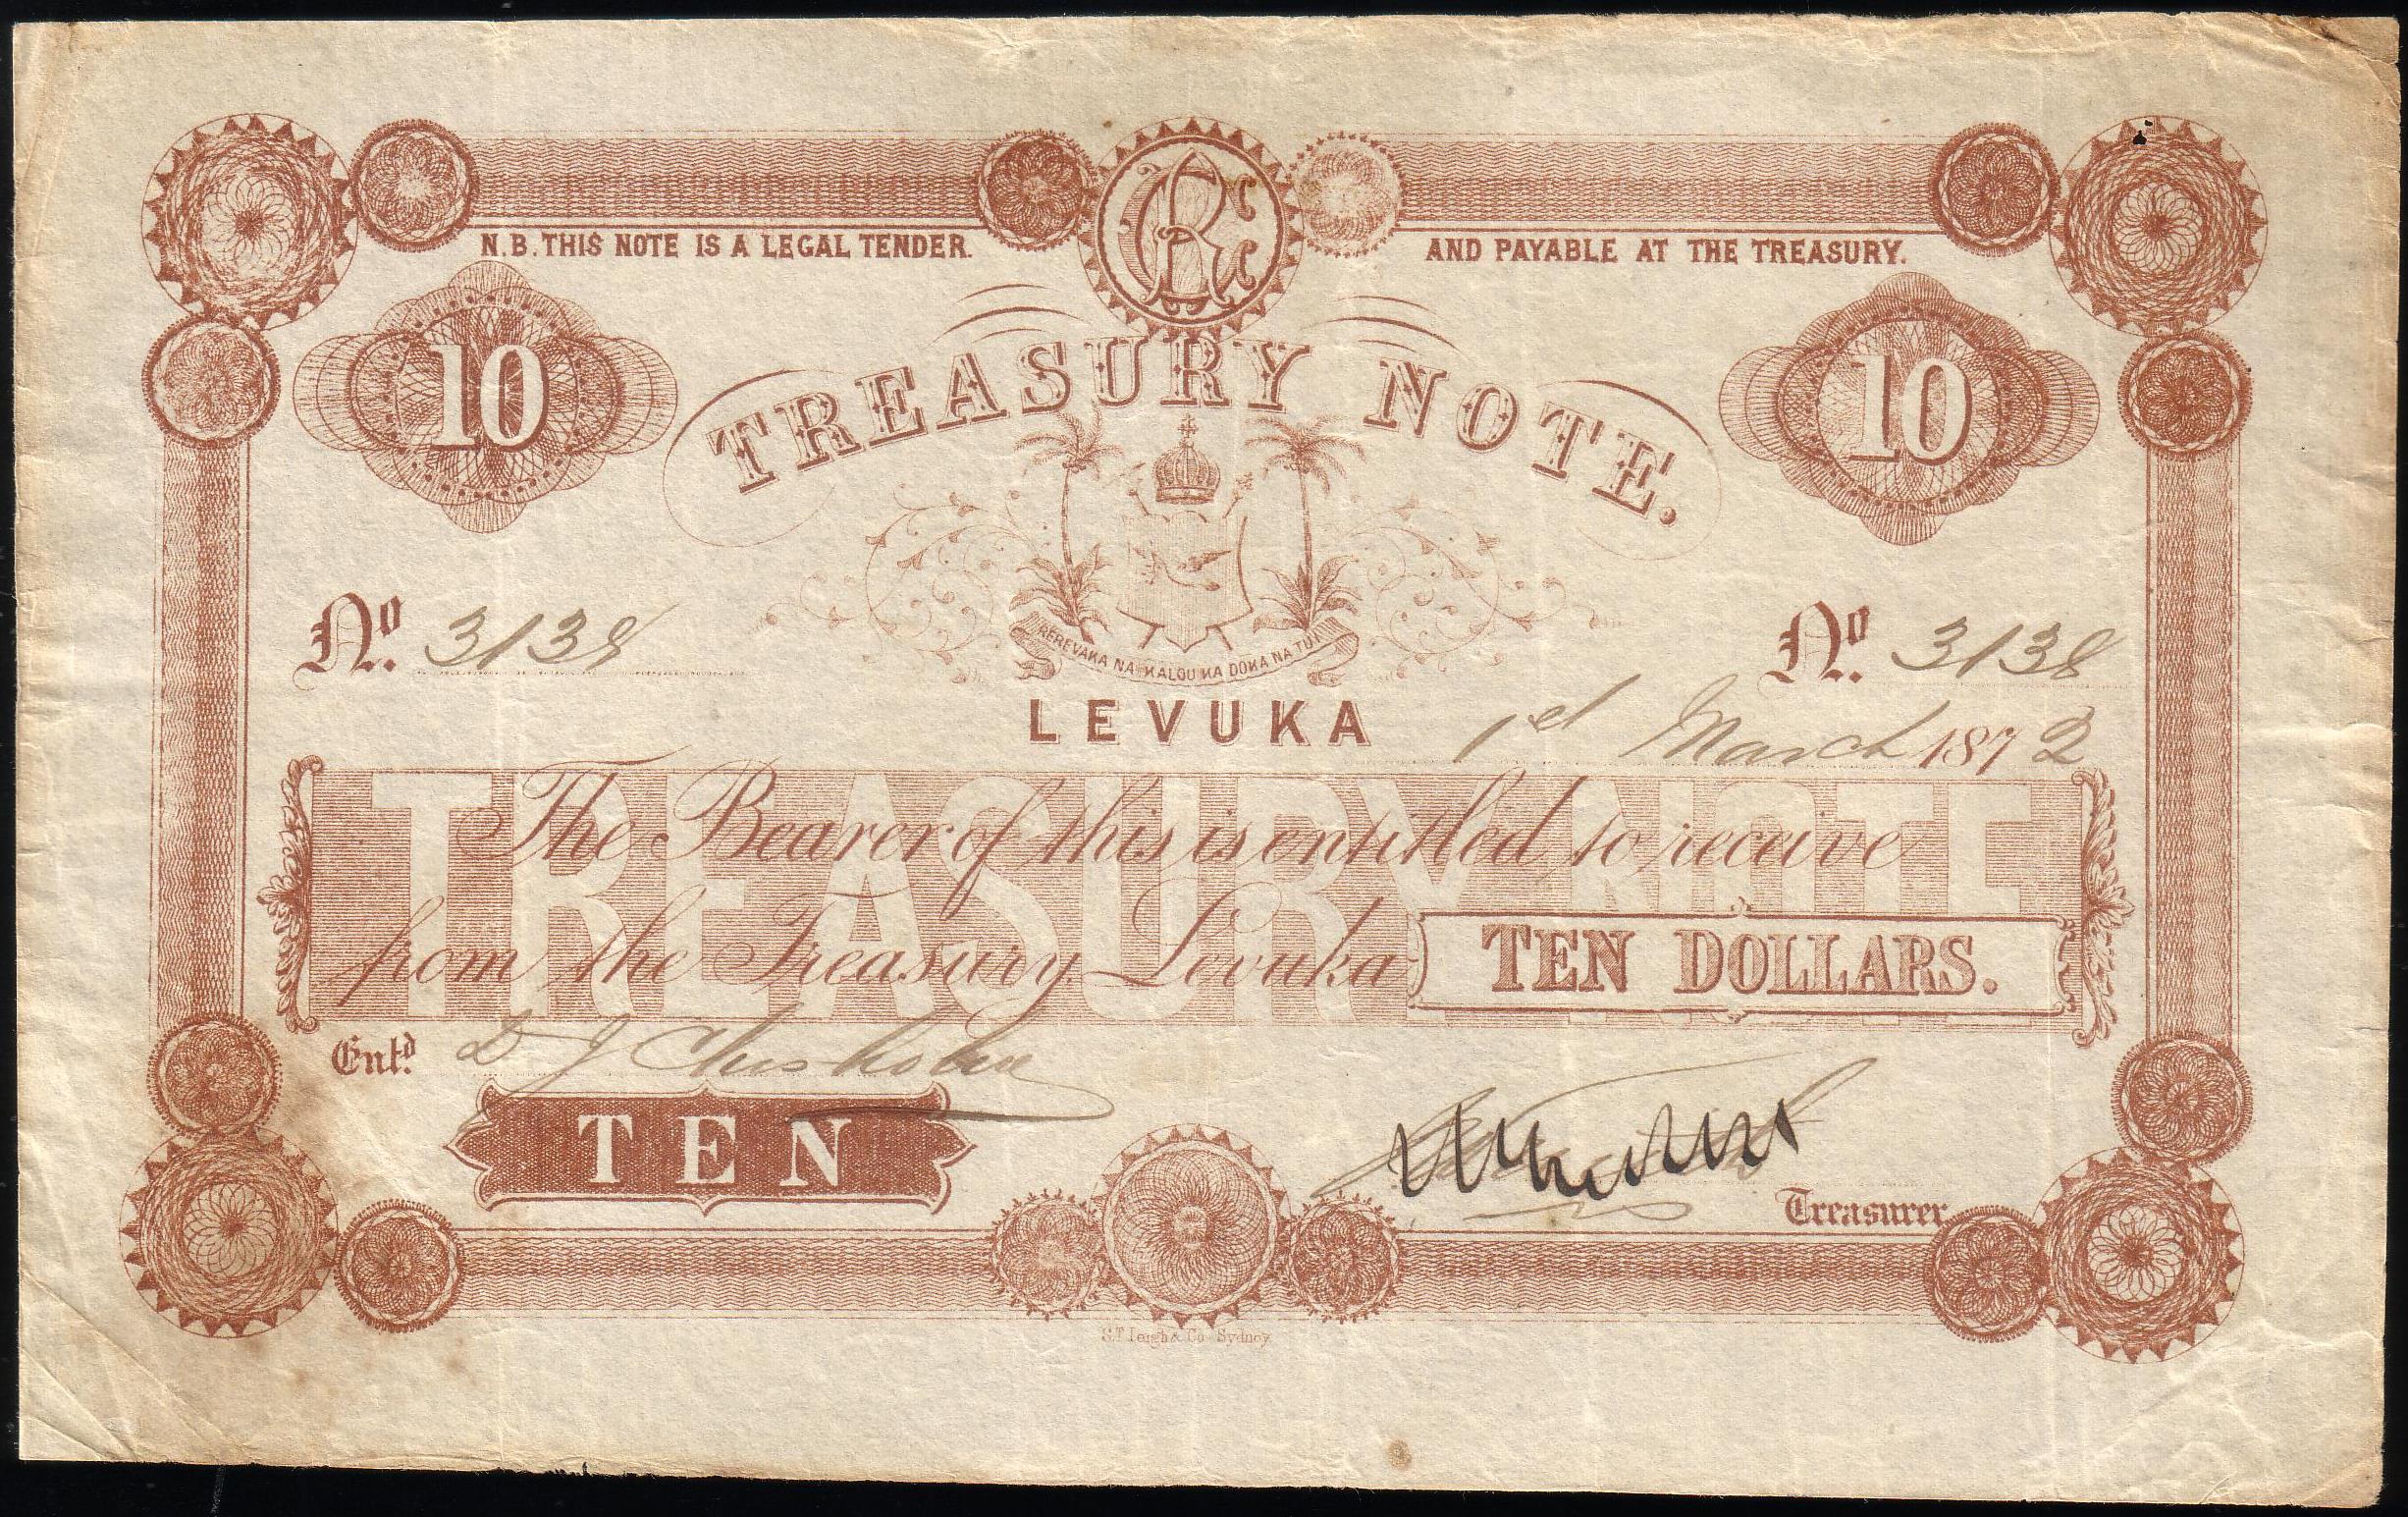 CR
N.B. THIS NOTE IS A LEGAL TENDER.
AND PAYABLE AT THE TREASURY.
10
TREASURY NOTE.
10
No. 3138
REREVAKA NA KALOU KA DOKA NA TUI
No. 3138
LEVUKA
1st March 1872
TREASURY NOTE
The Bearer of this is entitled to receive
from the Treasury Levuka TEN DOLLARS.
Entd. D J Chisholm
TEN
Treasurer
S.T. Leigh & Co. Sydney